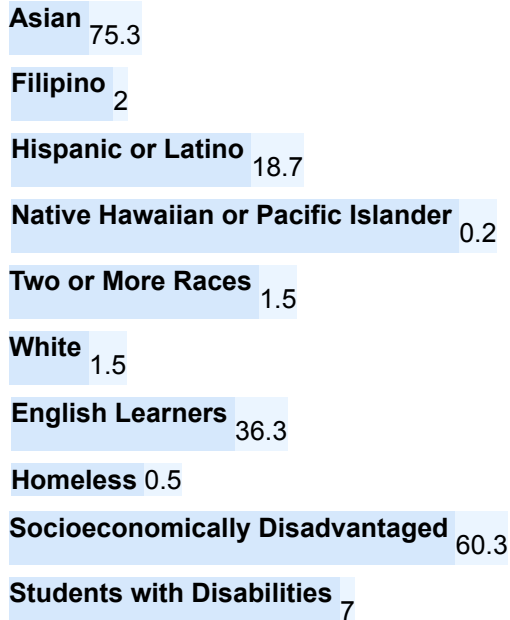 Asian 75.3
Filipino 2
Hispanic or Latino 18.7
Native Hawaiian or Pacific Islander 0.2
Two or More Races 1.5
White 1.5
English Learners 36.3
Homeless 0.5
Socioeconomically Disadvantaged 60.3
Students with Disabilities 7